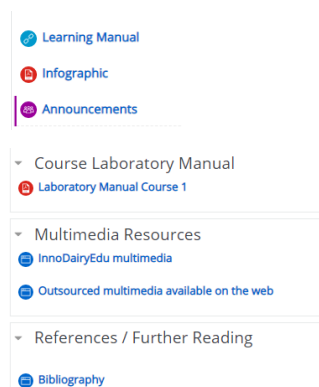 Learning Manual
Infographic
Announcements
Course Laboratory Manual
Laboratory Manual Course 1
Multimedia Resources
InnoDairyEdu multimedia
Outsourced multimedia available on the web
References / Further Reading
Bibliography